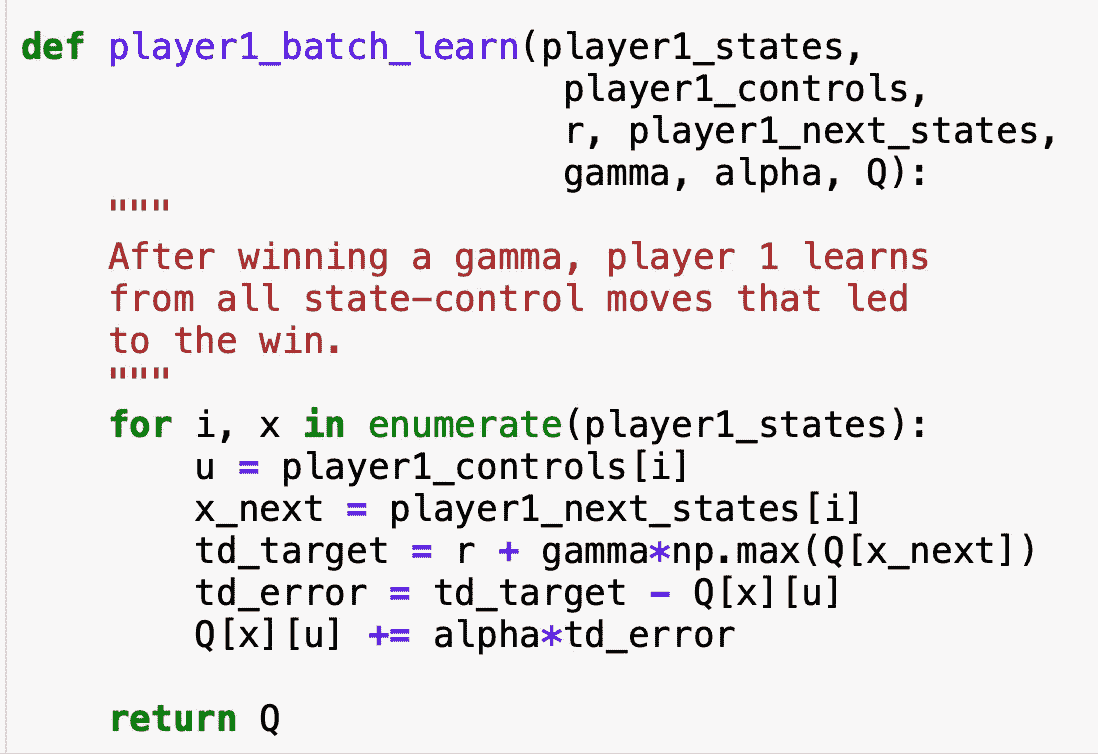 def player1_batch_learn(player1_states,
                         player1_controls,
                         r, player1_next_states,
                         gamma, alpha, Q):
    """
    After winning a gamma, player 1 learns
    from all state-control moves that led
    to the win.
    """
    for i, x in enumerate(player1_states):
        u = player1_controls[i]
        x_next = player1_next_states[i]
        td_target = r + gamma*np.max(Q[x_next])
        td_error = td_target - Q[x][u]
        Q[x][u] += alpha*td_error

    return Q